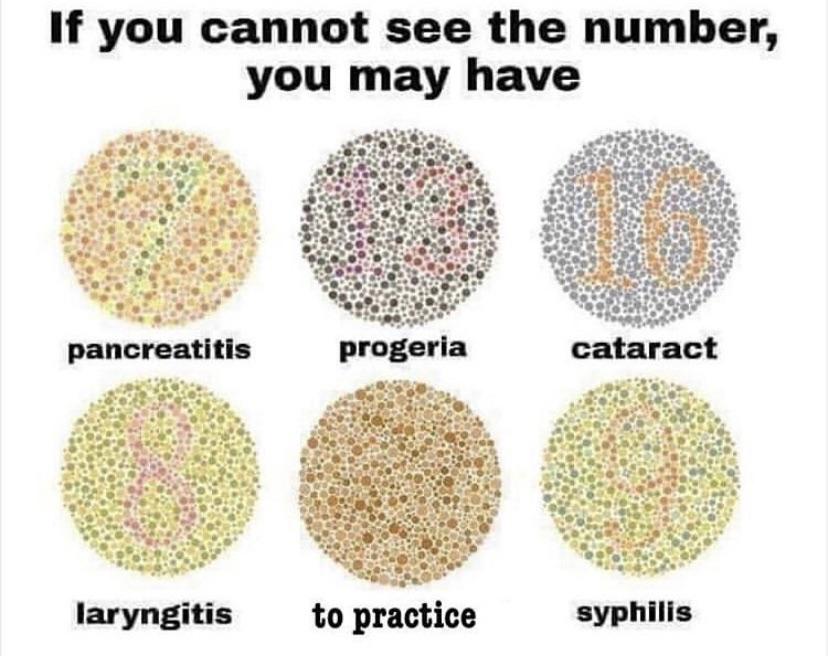 If you cannot see the number,
you may have
7
13
16
pancreatitis
progeria
cataract
8
9
laryngitis
to practice
syphilis